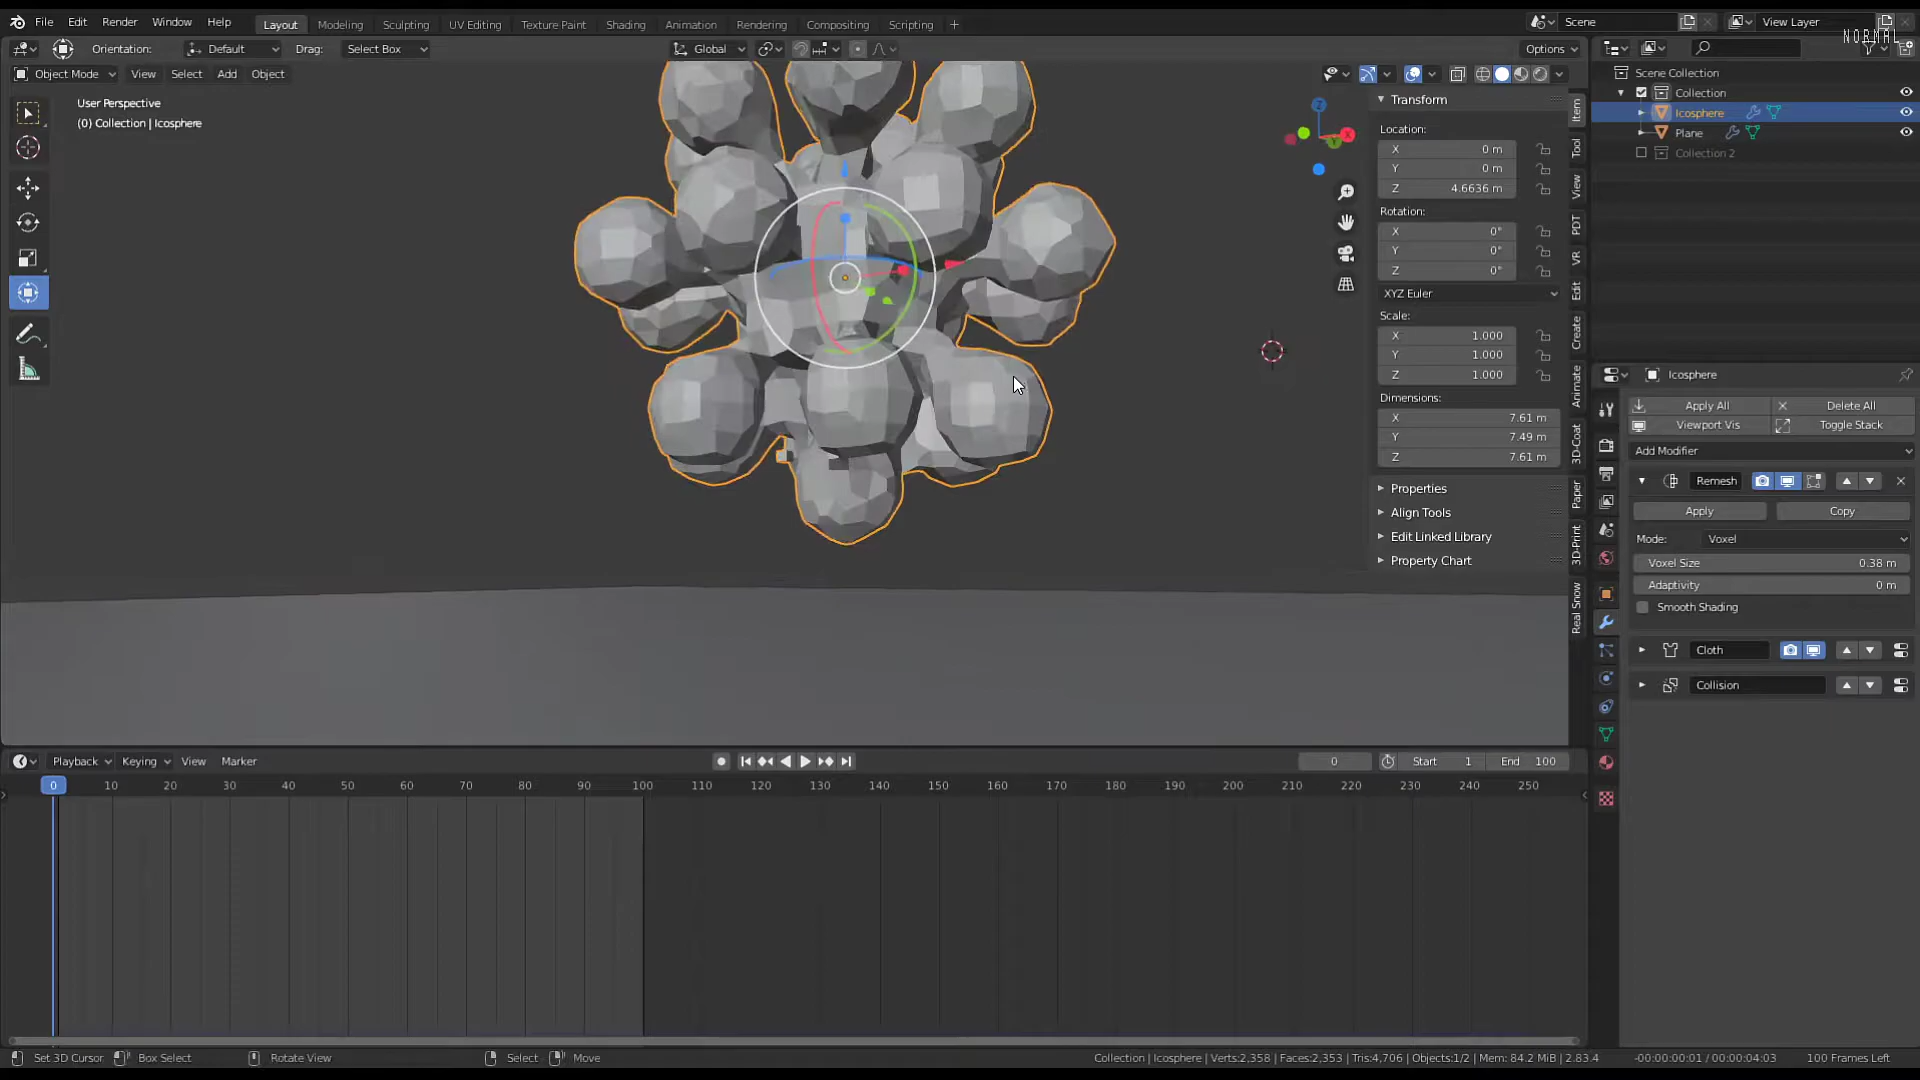 File Edit Render Window Help Layout Modeling Sculpting UV Editing Texture Paint Shading Animation Rendering Compositing Scripting + Scene View Layer
NORMAL
Orientation: Default Drag: Select Box Global Options
Object Mode View Select Add Object
User Perspective
(0) Collection | Icosphere
Scene Collection
Collection
Icosphere
Plane
Collection 2
Transform
Location:
X 0 m
Y 0 m
Z 4.6636 m
Rotation:
X 0°
Y 0°
Z 0°
XYZ Euler
Scale:
X 1.000
Y 1.000
Z 1.000
Dimensions:
X 7.61 m
Y 7.49 m
Z 7.61 m
Properties
Align Tools
Edit Linked Library
Property Chart
Item
Tool
View
PDT
VR
Edit
Create
Animate
3D-Coat
Paper
3D-Print
Real Snow
Z
X
Y
Icosphere
Apply All Delete All
Viewport Vis Toggle Stack
Add Modifier
Remesh
Apply Copy
Mode: Voxel
Voxel Size 0.38 m
Adaptivity 0 m
Smooth Shading
Cloth
Collision
Playback Keying View Marker 0 Start 1 End 100
0 10 20 30 40 50 60 70 80 90 100 110 120 130 140 150 160 170 180 190 200 210 220 230 240 250
Set 3D Cursor Box Select Rotate View Select Move Collection | Icosphere | Verts:2,358 | Faces:2,353 | Tris:4,706 | Objects:1/2 | Mem: 84.2 MiB | 2.83.4 -00:00:00:01 / 00:00:04:03 100 Frames Left